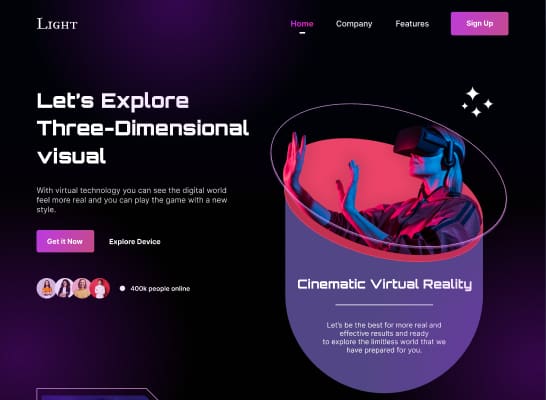 Light
Home
Company
Features
Sign Up
Let's Explore
Three-Dimensional
visual
With virtual technology you can see the digital world
feel more real and you can play the game with a new
style.
Get it Now
Explore Device
400k people online
Cinematic Virtual Reality
Let's be the best for more real and
effective results and ready
to explore the limitless world that we
have prepared for you.